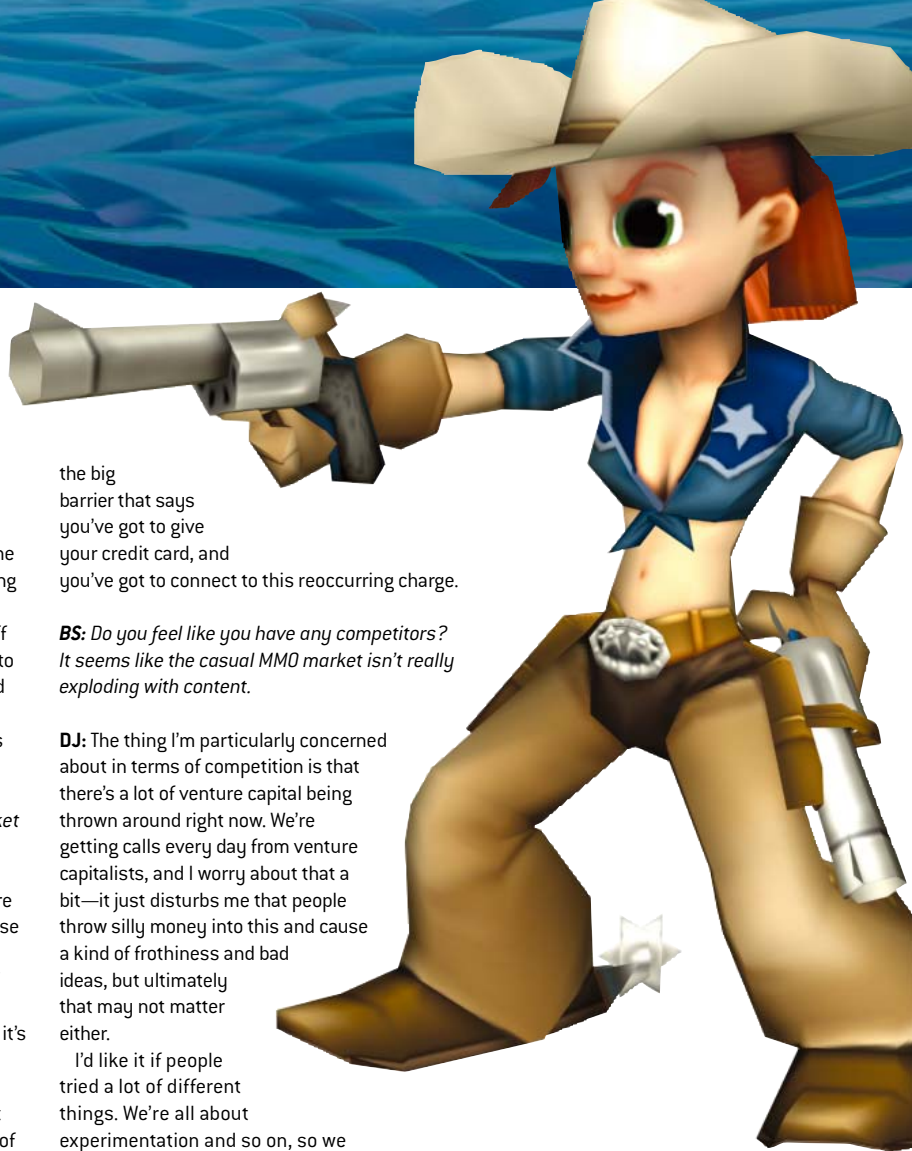 to
it's
of
the big
barrier that says
you've got to give
your credit card, and
you've got to connect to this reoccurring charge.
BS: Do you feel like you have any competitors?
It seems like the casual MMO market isn't really
exploding with content.
DJ: The thing I'm particularly concerned
about in terms of competition is that
there's a lot of venture capital being
thrown around right now. We're
getting calls every day from venture
capitalists, and I worry about that a
bit—it just disturbs me that people
throw silly money into this and cause
a kind of frothiness and bad
ideas, but ultimately
that may not matter
either.
I'd like it if people
tried a lot of different
things. We're all about
experimentation and so on, so we